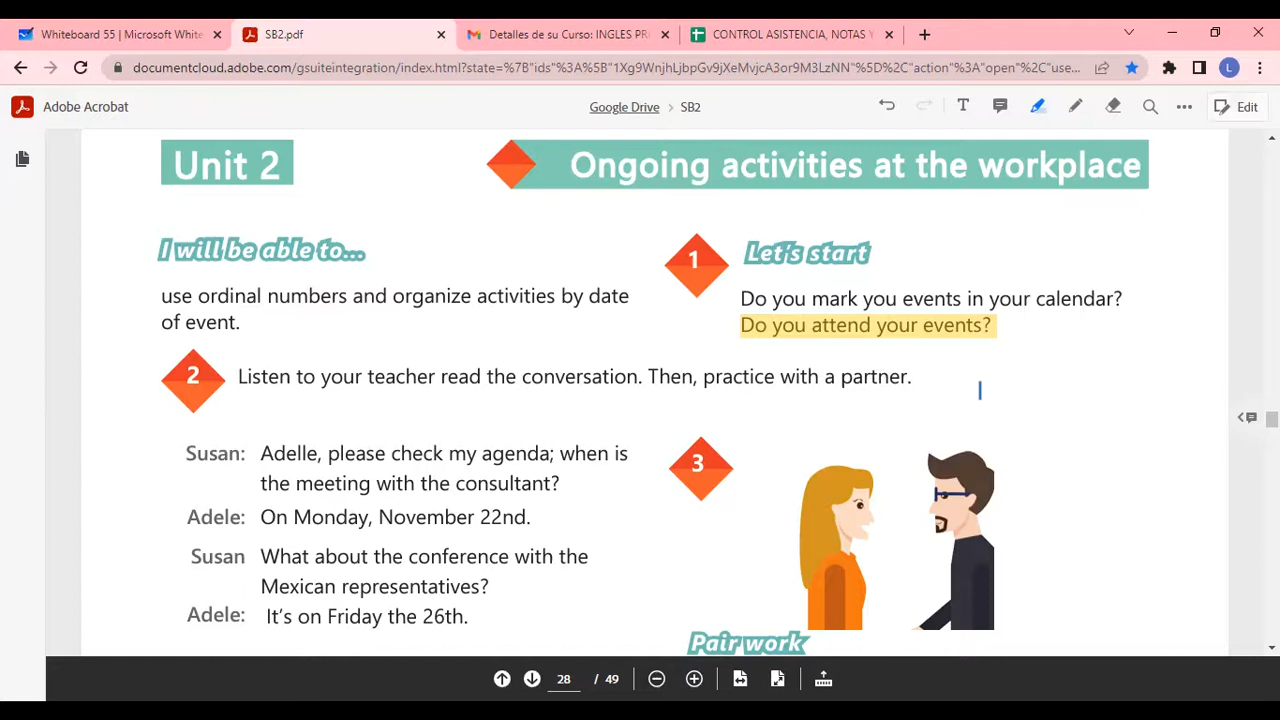 Whiteboard 55 | Microsoft White
SB2.pdf
Detalles de su Curso: INGLES PRI
CONTROL ASISTENCIA, NOTAS Y
documentcloud.adobe.com/gsuiteintegration/index.html?state=%7B"ids"%3A%5B"1Xg9WnjhLjbpGv9jXeMvjcA3or9M3LzNN"%5D%2C"action"%3A"open"%2C"use...
L
Adobe Acrobat
Google Drive › SB2
T
Edit
Unit 2
Ongoing activities at the workplace
I will be able to...
use ordinal numbers and organize activities by date
of event.
1
Let's start
Do you mark you events in your calendar?
Do you attend your events?
2
Listen to your teacher read the conversation. Then, practice with a partner.
Susan: Adelle, please check my agenda; when is
the meeting with the consultant?
Adele: On Monday, November 22nd.
Susan What about the conference with the
Mexican representatives?
Adele: It's on Friday the 26th.
3
Pair work
28 / 49